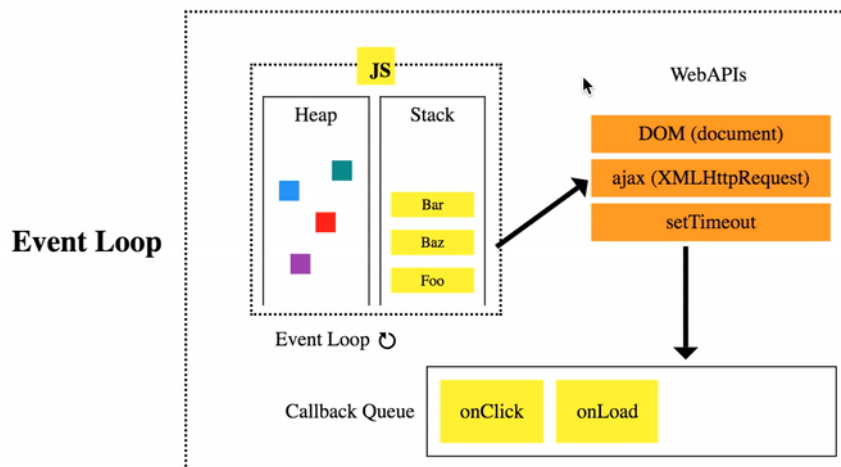 JS
WebAPIs
Heap
Stack
DOM (document)
ajax (XMLHttpRequest)
Bar
setTimeout
Baz
Event Loop
Foo
Event Loop
Callback Queue
onClick
onLoad